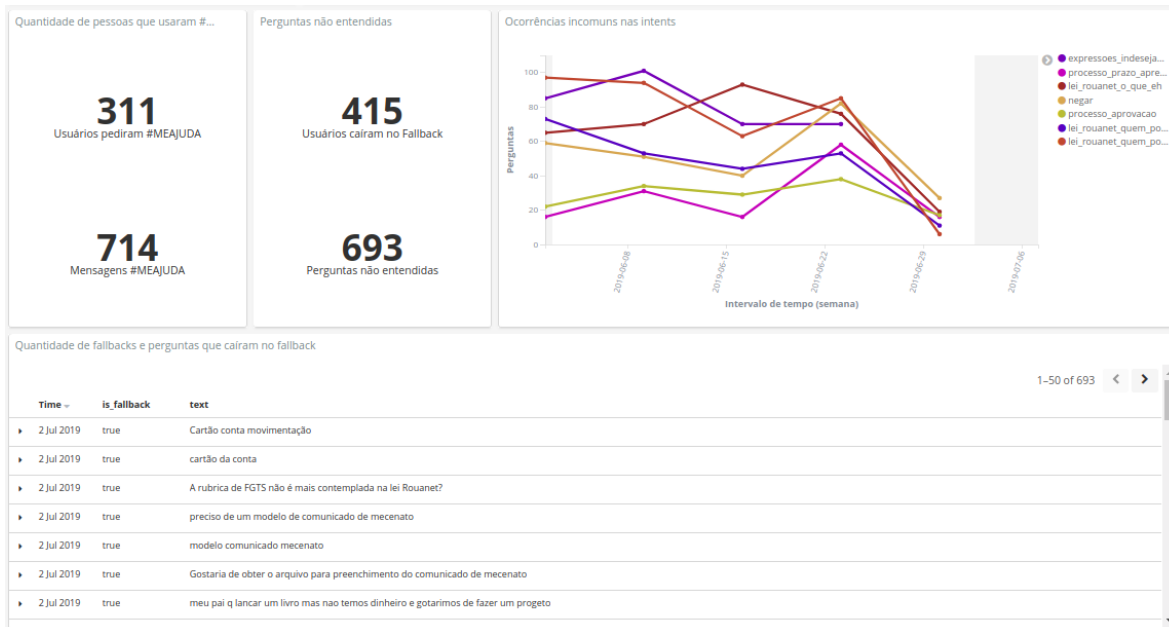 Quantidade de pessoas que usaram #...
311
Usuários pediram #MEAJUDA
714
Mensagens #MEAJUDA
Perguntas não entendidas
415
Usuários caíram no Fallback
693
Perguntas não entendidas
Ocorrências incomuns nas intents
100
80
60
40
20
0
Perguntas
2019-06-08
2019-06-15
2019-06-22
2019-06-29
2019-07-06
Intervalo de tempo (semana)
expressoes_indeseja...
processo_prazo_apre...
lei_rouanet_o_que_eh
negar
processo_aprovacao
lei_rouanet_quem_po...
lei_rouanet_quem_po...
Quantidade de fallbacks e perguntas que caíram no fallback
1–50 of 693
Time is_fallback text
2 Jul 2019 true Cartão conta movimentação
2 Jul 2019 true cartão da conta
2 Jul 2019 true A rubrica de FGTS não é mais contemplada na lei Rouanet?
2 Jul 2019 true preciso de um modelo de comunicado de mecenato
2 Jul 2019 true modelo comunicado mecenato
2 Jul 2019 true Gostaria de obter o arquivo para preenchimento do comunicado de mecenato
2 Jul 2019 true meu pai q lancar um livro mas nao temos dinheiro e gotarimos de fazer um progeto